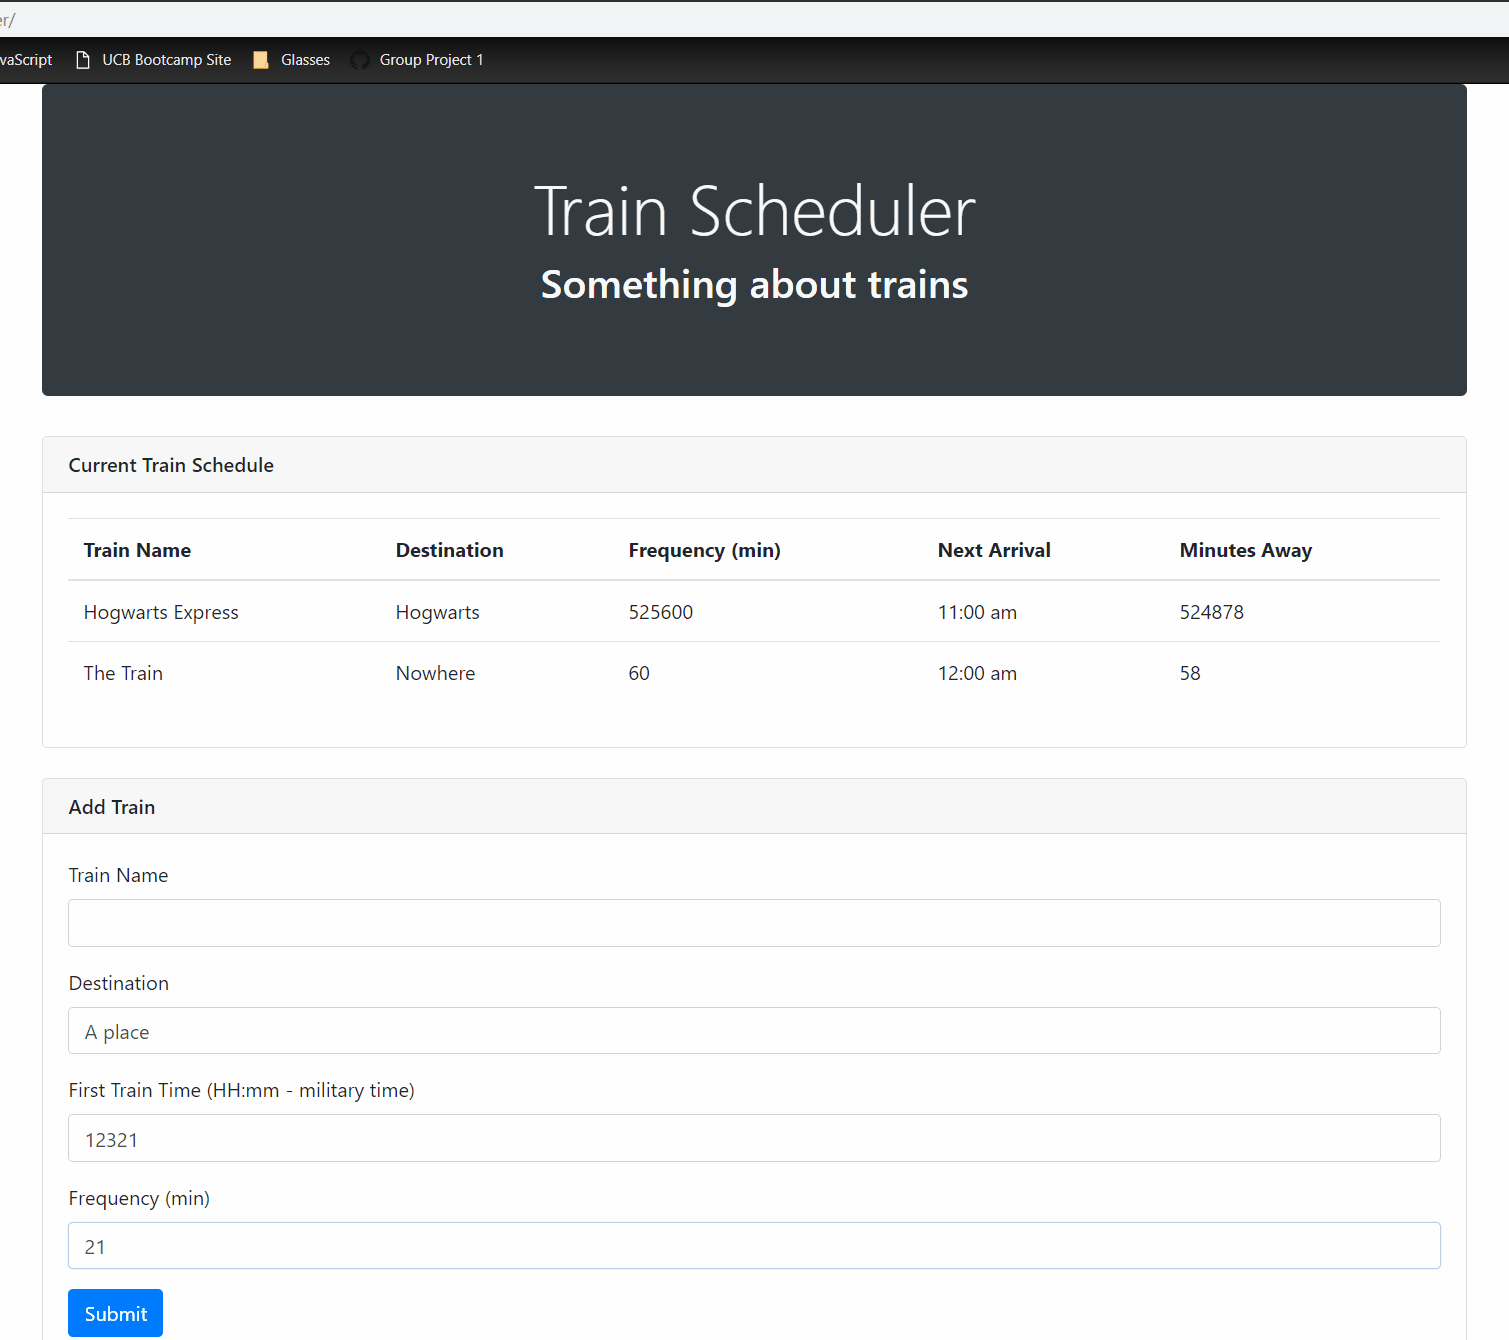 er/
vaScript UCB Bootcamp Site Glasses Group Project 1
Train Scheduler
Something about trains
Current Train Schedule
Train Name Destination Frequency (min) Next Arrival Minutes Away
Hogwarts Express Hogwarts 525600 11:00 am 524878
The Train Nowhere 60 12:00 am 58
Add Train
Train Name
Destination
A place
First Train Time (HH:mm - military time)
12321
Frequency (min)
21
Submit